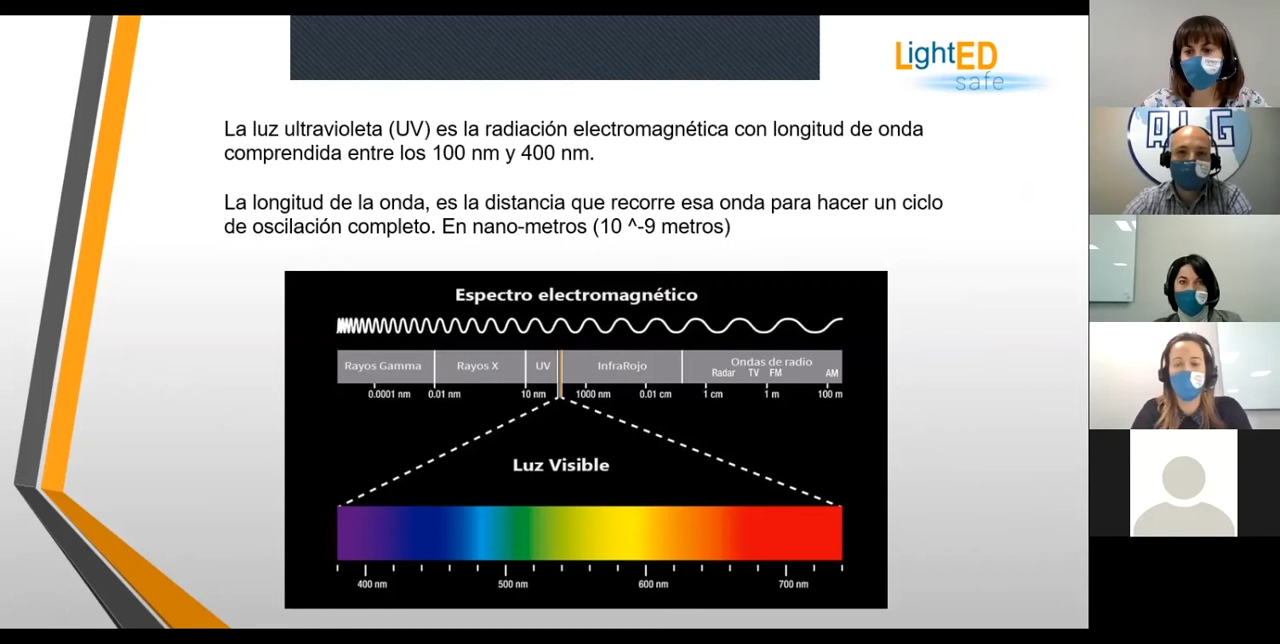 LightED
safe
ALG
La luz ultravioleta (UV) es la radiación electromagnética con longitud de onda
comprendida entre los 100 nm y 400 nm.
La longitud de la onda, es la distancia que recorre esa onda para hacer un ciclo
de oscilación completo. En nano-metros (10 ^-9 metros)
Espectro electromagnético
Rayos Gamma Rayos X UV InfraRojo Ondas de radio
Radar TV FM AM
0.0001 nm 0.01 nm 10 nm 1000 nm 0.01 cm 1 cm 1 m 100 m
Luz Visible
400 nm 500 nm 600 nm 700 nm